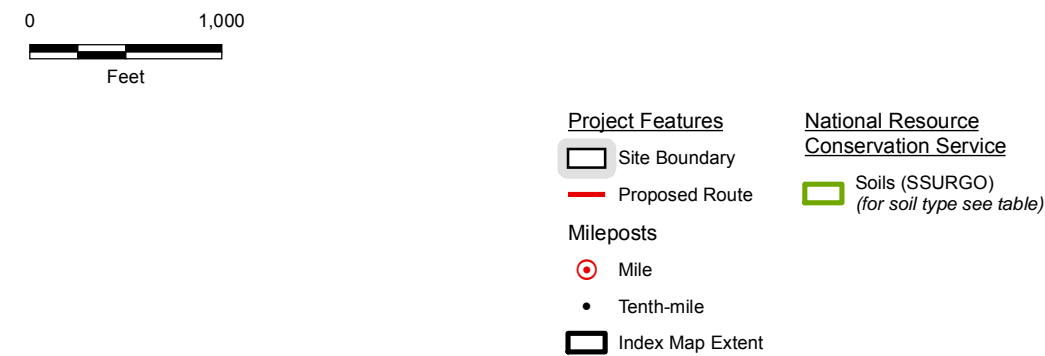 0 1,000
Feet
Project Features
Site Boundary
Proposed Route
Mileposts
Mile
Tenth-mile
Index Map Extent
National Resource
Conservation Service
Soils (SSURGO)
(for soil type see table)